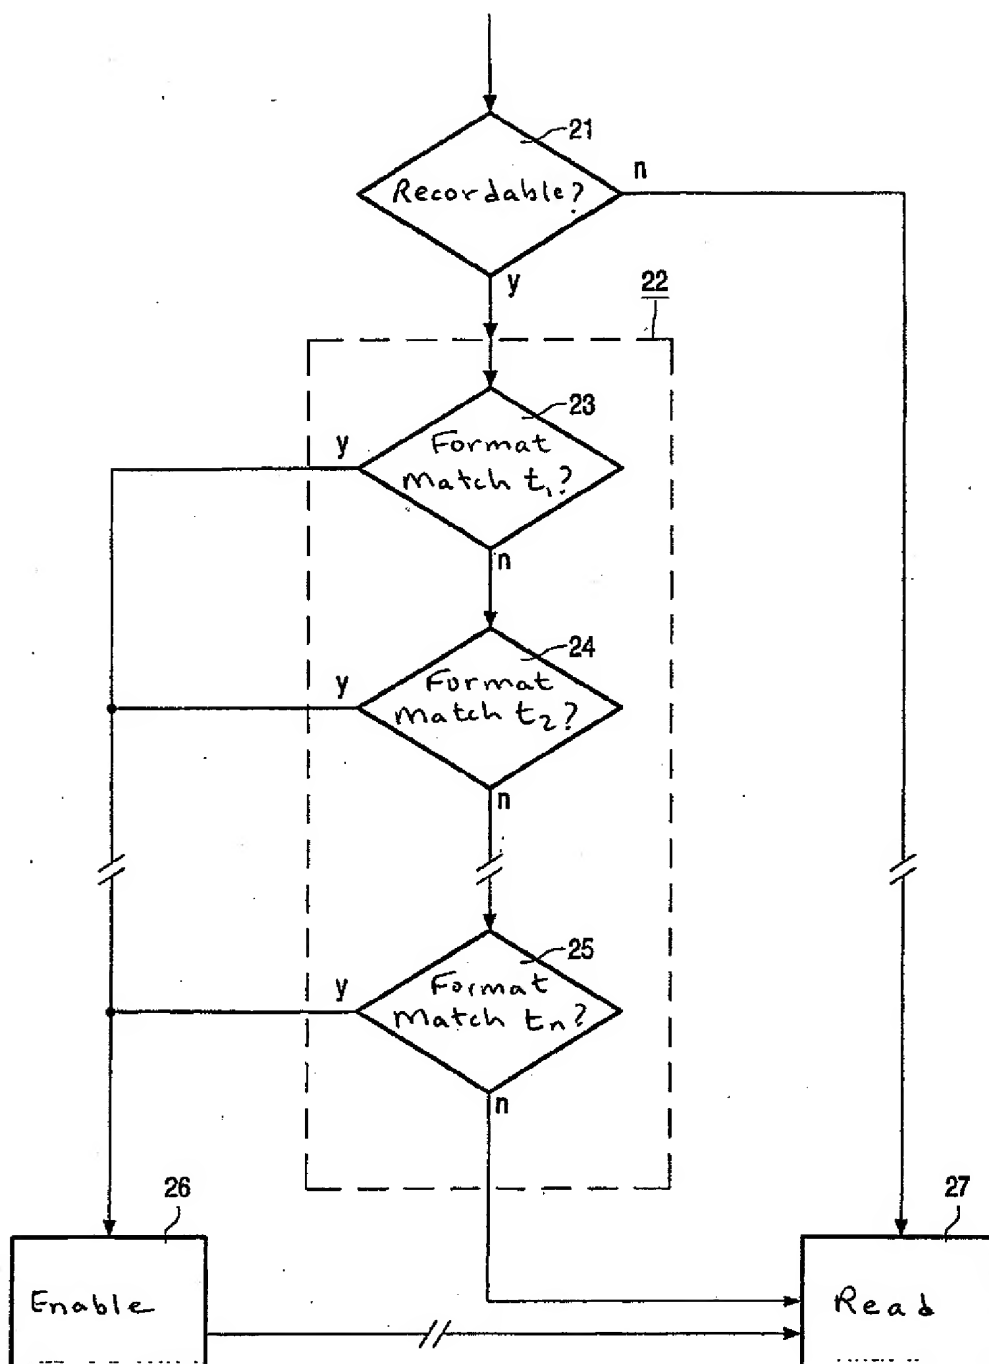 21
Recordable?
n
y
22
23
y
Format
Match t₁?
n
24
y
Format
Match t₂?
n
25
y
Format
Match tₙ?
n
26
27
Enable
Read